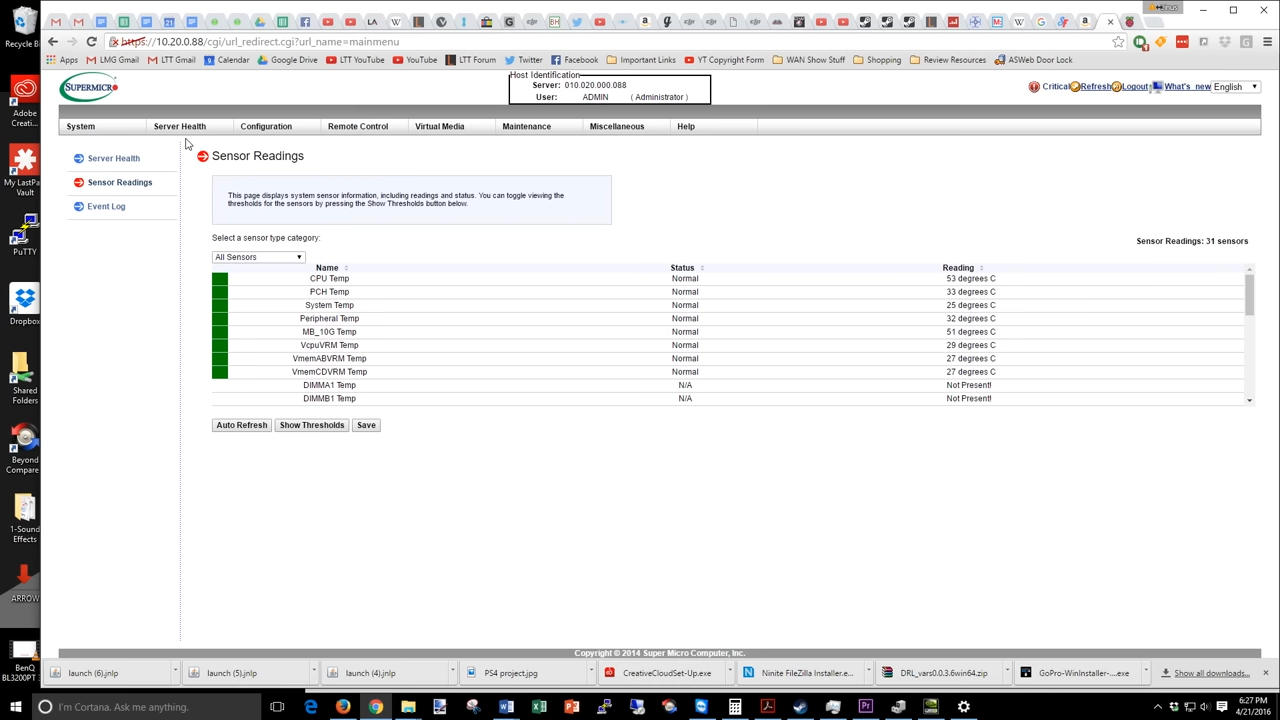 https://10.20.0.88/cgi/url_redirect.cgi?url_name=mainmenu
Apps LMG Gmail LTT Gmail Calendar Google Drive LTT YouTube YouTube LTT Forum Twitter Facebook Important Links YT Copyright Form WAN Show Stuff Shopping Review Resources ASWeb Door Lock
SUPERMICRO
Host Identification
Server: 010.020.000.088
User: ADMIN ( Administrator )
Critical Refresh Logout What's new English
System Server Health Configuration Remote Control Virtual Media Maintenance Miscellaneous Help
Server Health
Sensor Readings
Event Log
Sensor Readings
This page displays system sensor information, including readings and status. You can toggle viewing the
thresholds for the sensors by pressing the Show Thresholds button below.
Select a sensor type category:
Sensor Readings: 31 sensors
All Sensors
Name Status Reading
CPU Temp Normal 53 degrees C
PCH Temp Normal 33 degrees C
System Temp Normal 25 degrees C
Peripheral Temp Normal 32 degrees C
MB_10G Temp Normal 51 degrees C
VcpuVRM Temp Normal 29 degrees C
VmemABVRM Temp Normal 27 degrees C
VmemCDVRM Temp Normal 27 degrees C
DIMMA1 Temp N/A Not Present!
DIMMB1 Temp N/A Not Present!
Auto Refresh Show Thresholds Save
Copyright © 2014 Super Micro Computer, Inc.
Recycle Bi
Adobe
Creati...
My LastPa
Vault
PuTTY
Dropbox
Shared
Folders
Beyond
Compare
1-Sound
Effects
ARROW
BenQ
BL3200PT
launch (6).jnlp launch (5).jnlp launch (4).jnlp PS4 project.jpg CreativeCloudSet-Up.exe Ninite FileZilla Installer.e... DRL_vars0.0.3.6win64.zip GoPro-WinInstaller-....exe Show all downloads...
I'm Cortana. Ask me anything.
6:27 PM
4/21/2016